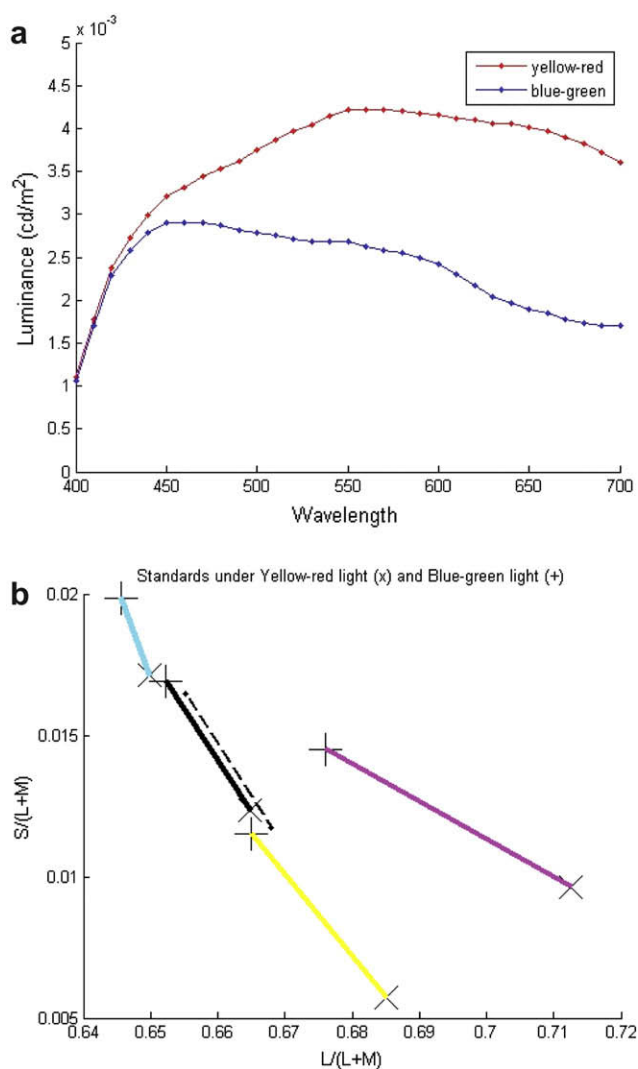 a
× 10⁻³
5
4.5
4
3.5
3
2.5
2
1.5
1
0.5
0
Luminance (cd/m²)
yellow-red
blue-green
400 450 500 550 600 650 700
Wavelength
b
Standards under Yellow-red light (x) and Blue-green light (+)
0.02
0.015
0.01
0.005
S/(L+M)
0.64 0.65 0.66 0.67 0.68 0.69 0.7 0.71 0.72
L/(L+M)